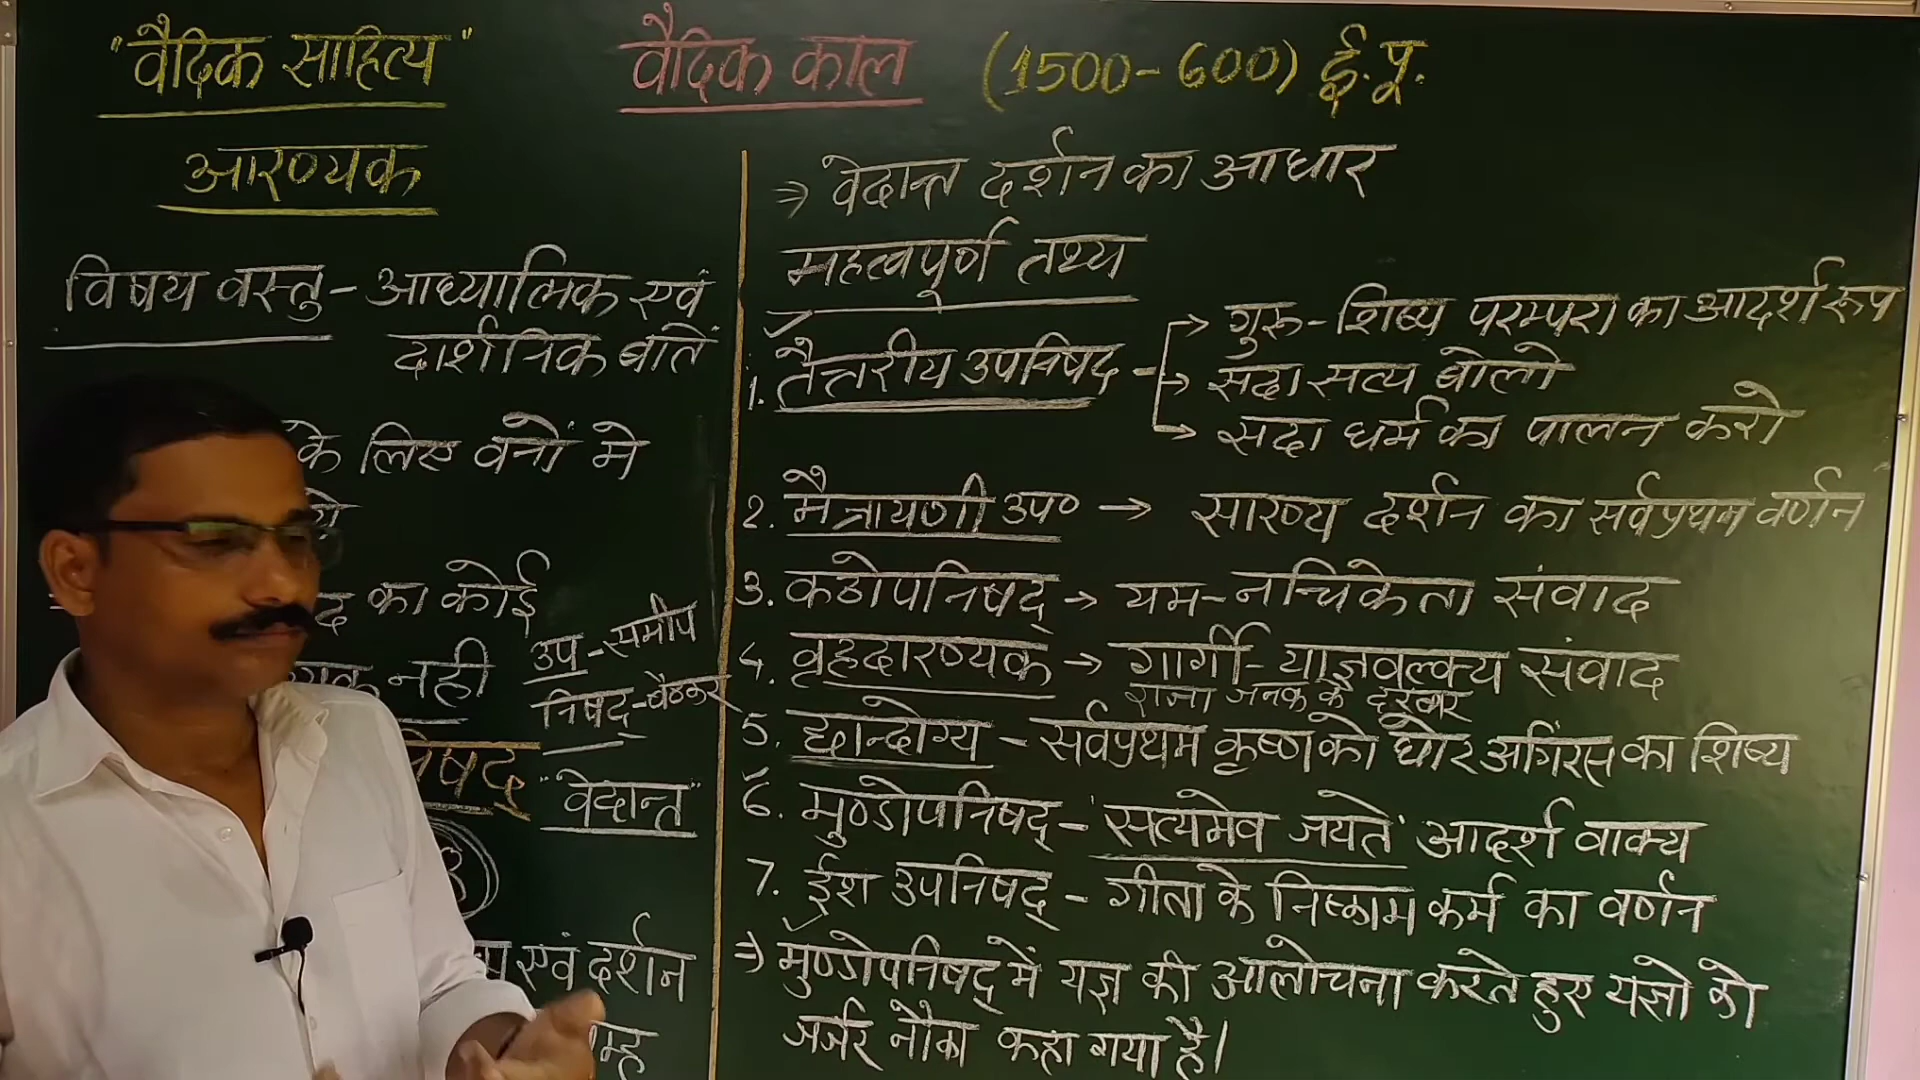 "वैदिक साहित्य"
वैदिक काल (1500-600) ई.पू.
आरण्यक
विषय वस्तु - आध्यात्मिक एवं
दार्शनिक बातें
के लिए वनों मे
का कोई
नही
उप - समीप
निषद् - बैठकर
"वेदान्त"
एवं दर्शन
⇒ वेदान्त दर्शन का आधार
महत्वपूर्ण तथ्य
1. तैत्तरीय उपनिषद - → गुरू-शिष्य परम्परा का आदर्श रूप
→ सदा सत्य बोलो
→ सदा धर्म का पालन करो
2. मैत्रायणी उप० → सांख्य दर्शन का सर्वप्रथम वर्णन
3. कठोपनिषद् → यम-नचिकेता संवाद
4. वृहदारण्यक → गार्गी-याज्ञवल्क्य संवाद
राजा जनक के दरबार
5. छान्दोग्य - सर्वप्रथम कृष्ण को घोर अंगिरस का शिष्य
6. मुण्डोपनिषद् - 'सत्यमेव जयते' आदर्श वाक्य
7. ईश उपनिषद् - गीता के निष्काम कर्म का वर्णन
⇒ मुण्डोपनिषद् में यज्ञ की आलोचना करते हुए यज्ञो को
जर्जर नौका कहा गया है।